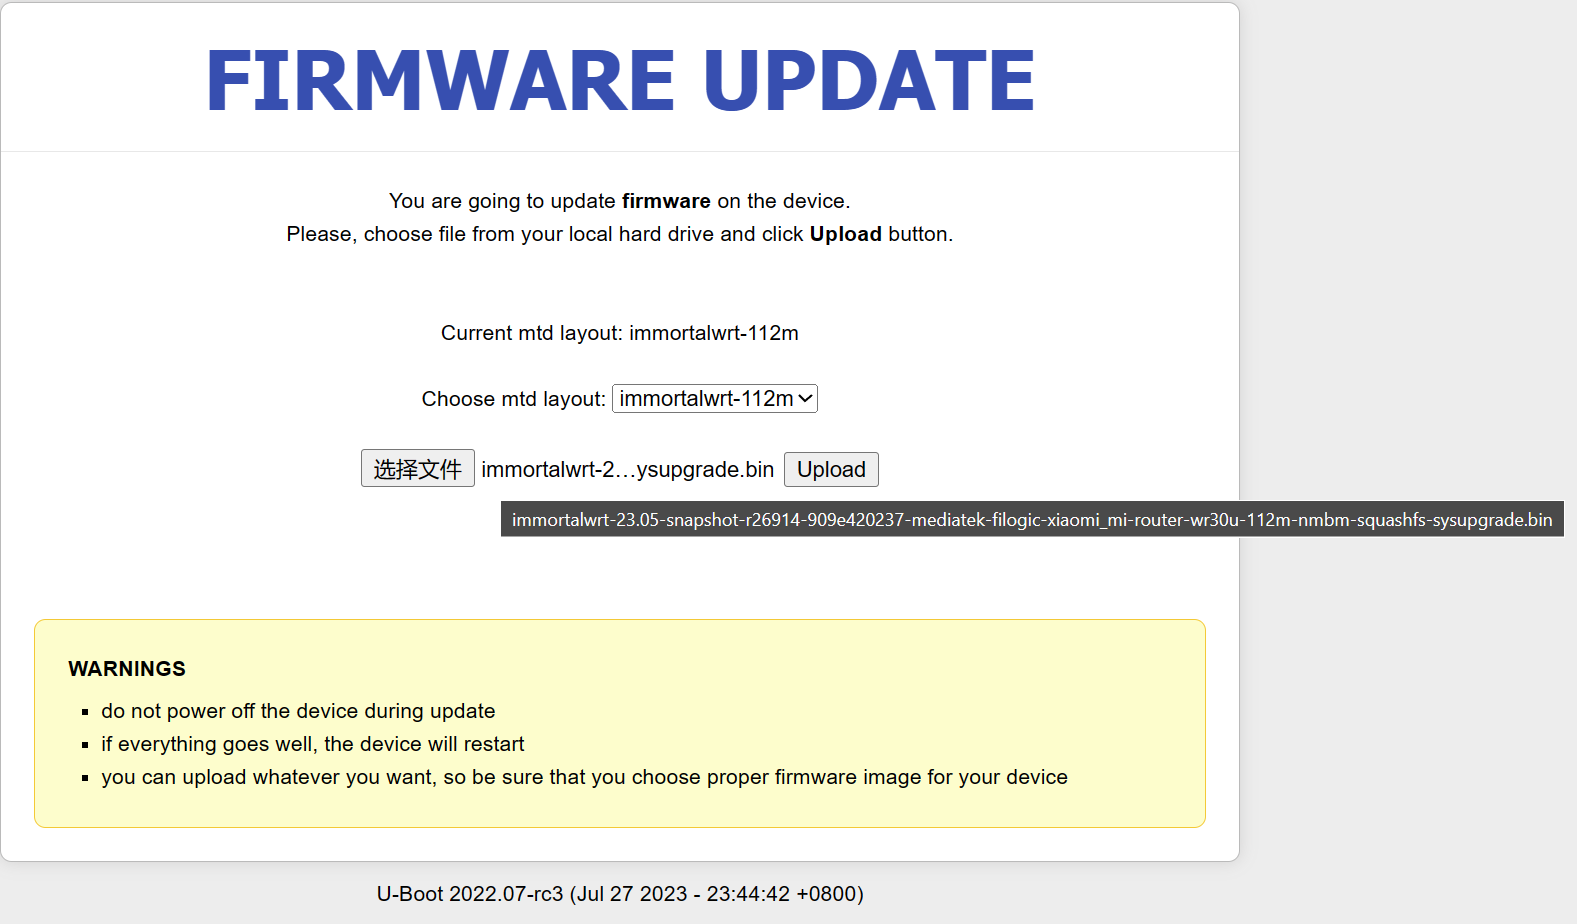 FIRMWARE UPDATE
You are going to update firmware on the device.
Please, choose file from your local hard drive and click Upload button.
Current mtd layout: immortalwrt-112m
Choose mtd layout: immortalwrt-112m
选择文件 immortalwrt-2…ysupgrade.bin Upload
immortalwrt-23.05-snapshot-r26914-909e420237-mediatek-filogic-xiaomi_mi-router-wr30u-112m-nmbm-squashfs-sysupgrade.bin
WARNINGS
▪ do not power off the device during update
▪ if everything goes well, the device will restart
▪ you can upload whatever you want, so be sure that you choose proper firmware image for your device
U-Boot 2022.07-rc3 (Jul 27 2023 - 23:44:42 +0800)